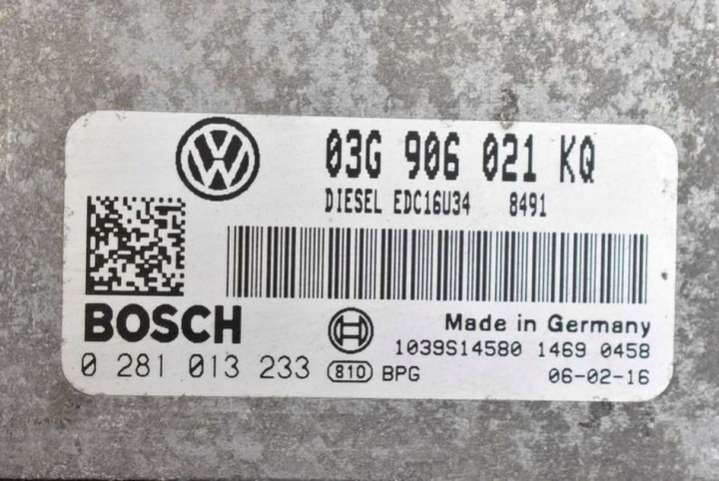 03G 906 021 KQ
DIESEL EDC16U34 8491
BOSCH
Made in Germany
1039S14580 1469 0458
0 281 013 233 810 BPG 06-02-16